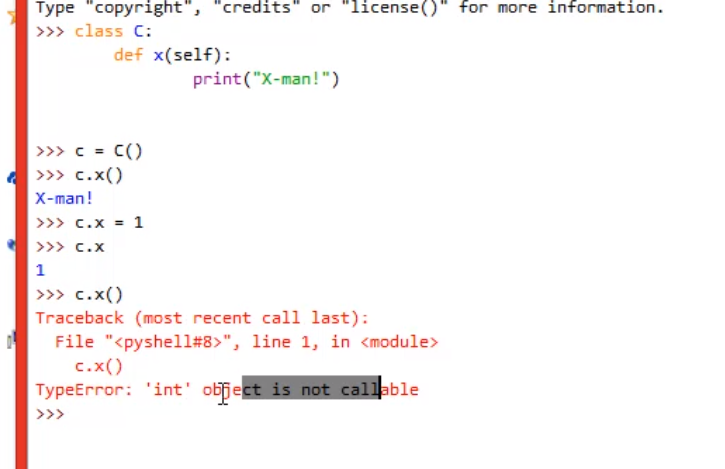 Type "copyright", "credits" or "license()" for more information.
>>> class C:
        def x(self):
                print("X-man!")
>>> c = C()
>>> c.x()
X-man!
>>> c.x = 1
>>> c.x
1
>>> c.x()
Traceback (most recent call last):
  File "<pyshell#8>", line 1, in <module>
    c.x()
TypeError: 'int' object is not callable
>>>